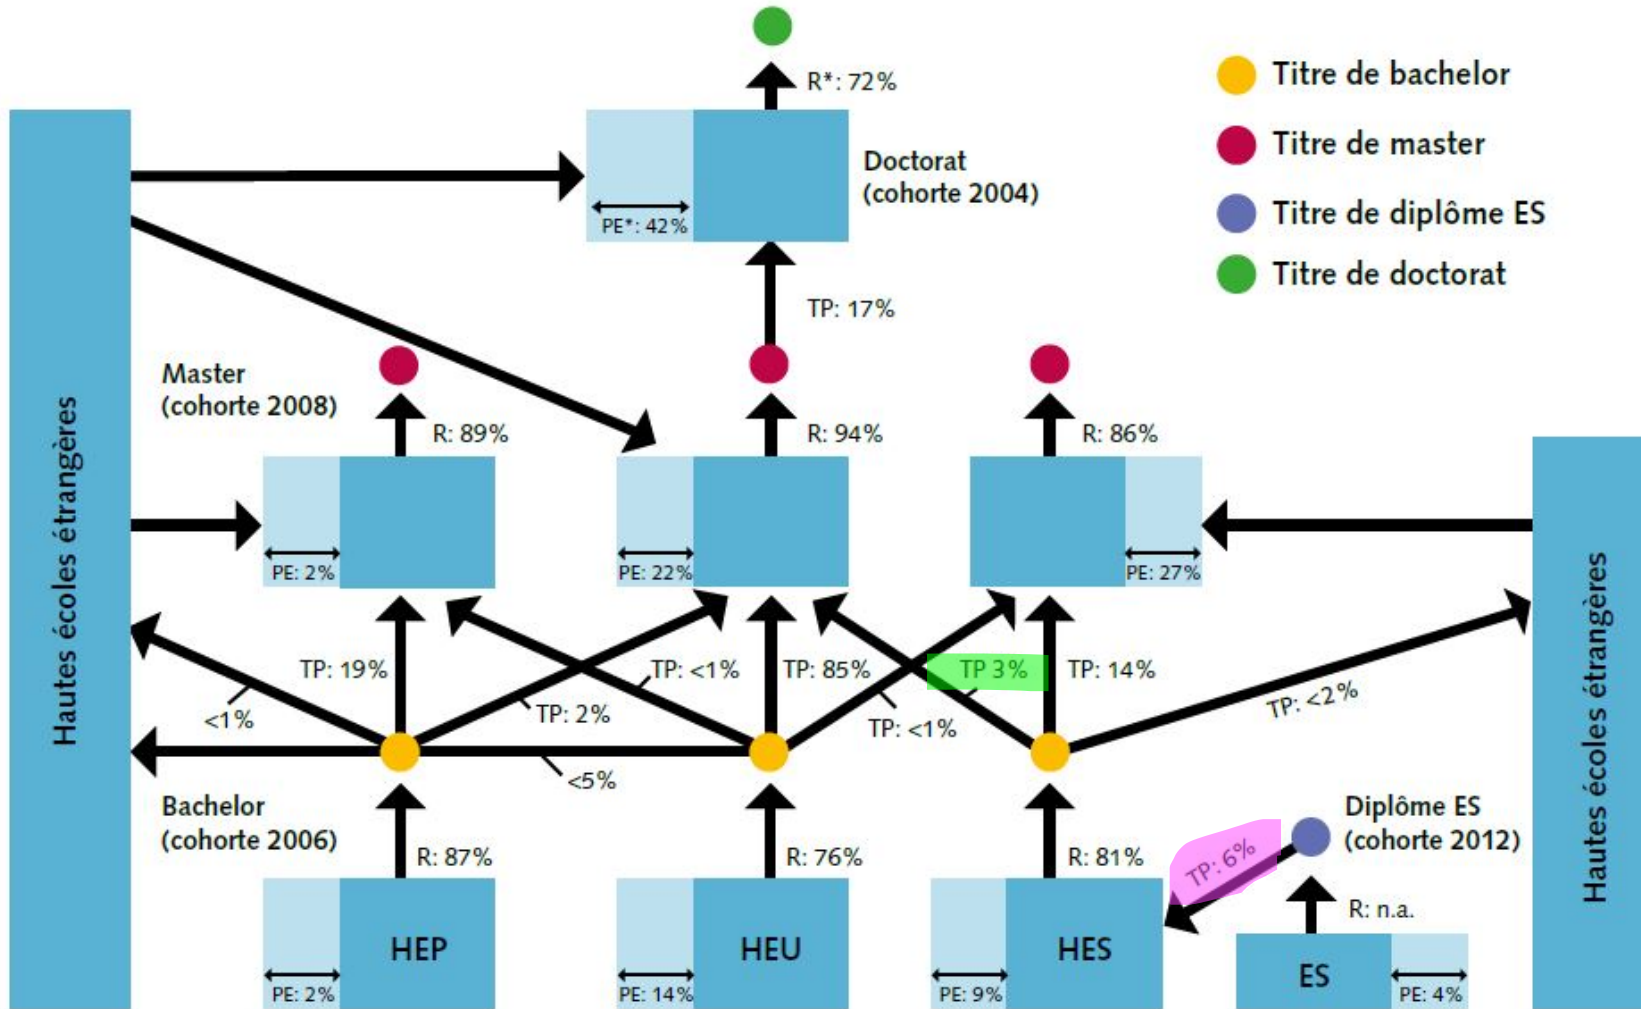 R*: 72%
Titre de bachelor
Titre de master
Titre de diplôme ES
Titre de doctorat
Doctorat
(cohorte 2004)
PE*: 42%
TP: 17%
Master
(cohorte 2008)
R: 89%
R: 94%
R: 86%
Hautes écoles étrangères
Hautes écoles étrangères
PE: 2%
PE: 22%
PE: 27%
TP: 19%
TP: <1%
TP: 85%
TP 3%
TP: 14%
<1%
TP: 2%
TP: <1%
TP: <2%
<5%
Bachelor
(cohorte 2006)
Diplôme ES
(cohorte 2012)
R: 87%
R: 76%
R: 81%
TP: 6%
R: n.a.
HEP
HEU
HES
ES
PE: 2%
PE: 14%
PE: 9%
PE: 4%